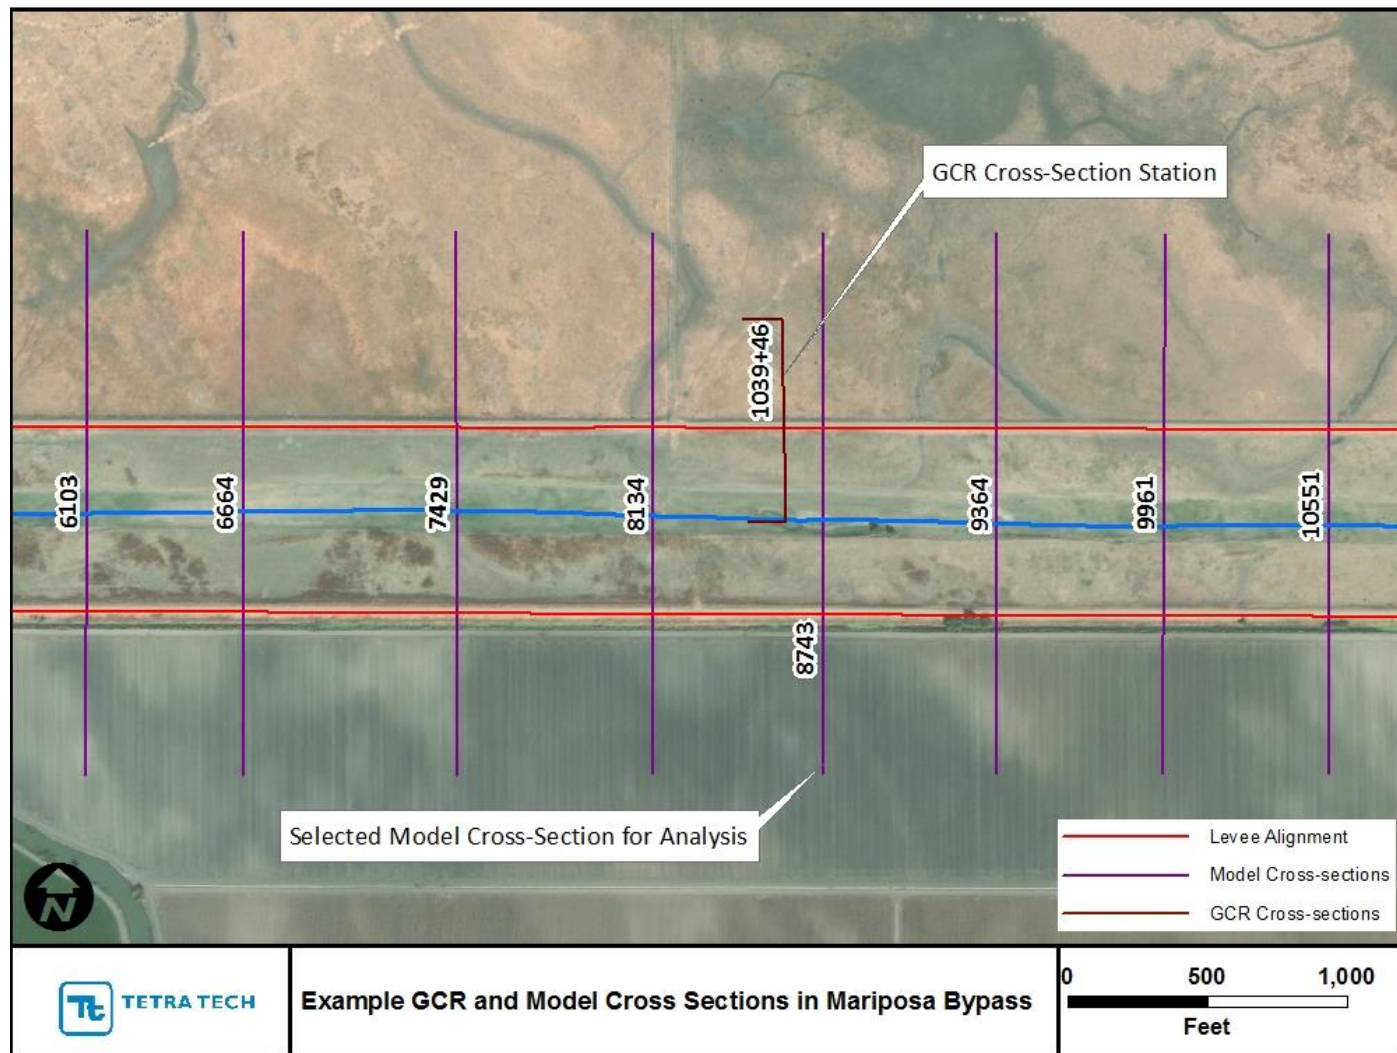 GCR Cross-Section Station
1039+46
6103
6664
7429
8134
9364
9961
10551
8743
Selected Model Cross-Section for Analysis
Levee Alignment
Model Cross-sections
GCR Cross-sections
N
Tt TETRA TECH
Example GCR and Model Cross Sections in Mariposa Bypass
0 500 1,000
Feet